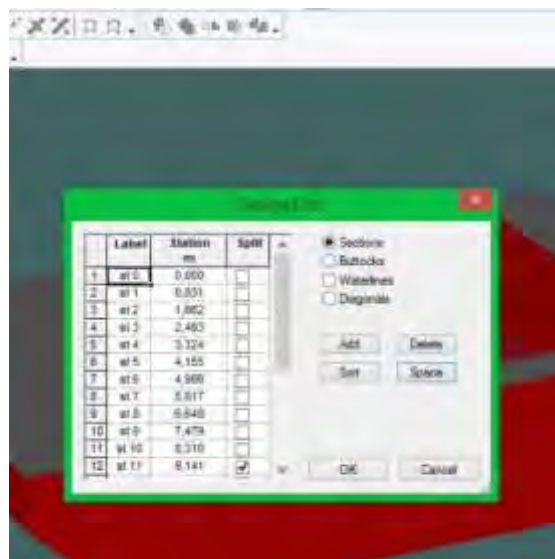 Label Station m Split
1 st 0 0,000
2 st 1 0,831
3 st 2 1,662
4 st 3 2,493
5 st 4 3,324
6 st 5 4,155
7 st 6 4,986
8 st 7 5,817
9 st 8 6,648
10 st 9 7,479
11 st 10 8,310
12 st 11 9,141
Sections
Buttocks
Waterlines
Diagonals
Add Delete
Sort Space
OK Cancel